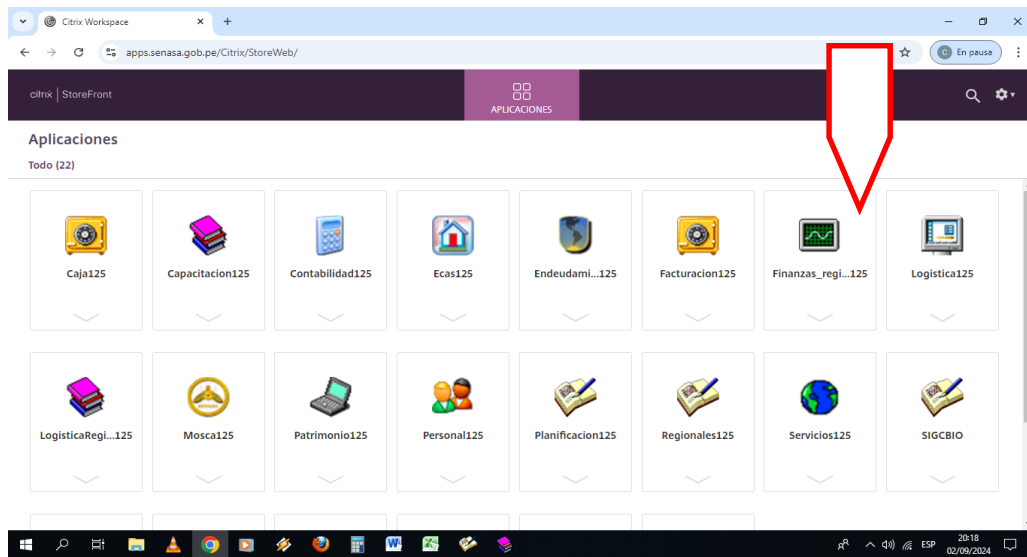 Citrix Workspace
apps.senasa.gob.pe/Citrix/StoreWeb/
C En pausa
citrix | StoreFront
APLICACIONES
Aplicaciones
Todo (22)
Caja125 Capacitacion125 Contabilidad125 Ecas125 Endeudami...125 Facturacion125 Finanzas_regi...125 Logistica125
LogisticaRegi...125 Mosca125 Patrimonio125 Personal125 Planificacion125 Regionales125 Servicios125 SIGCBIO
ESP
20:18
02/09/2024